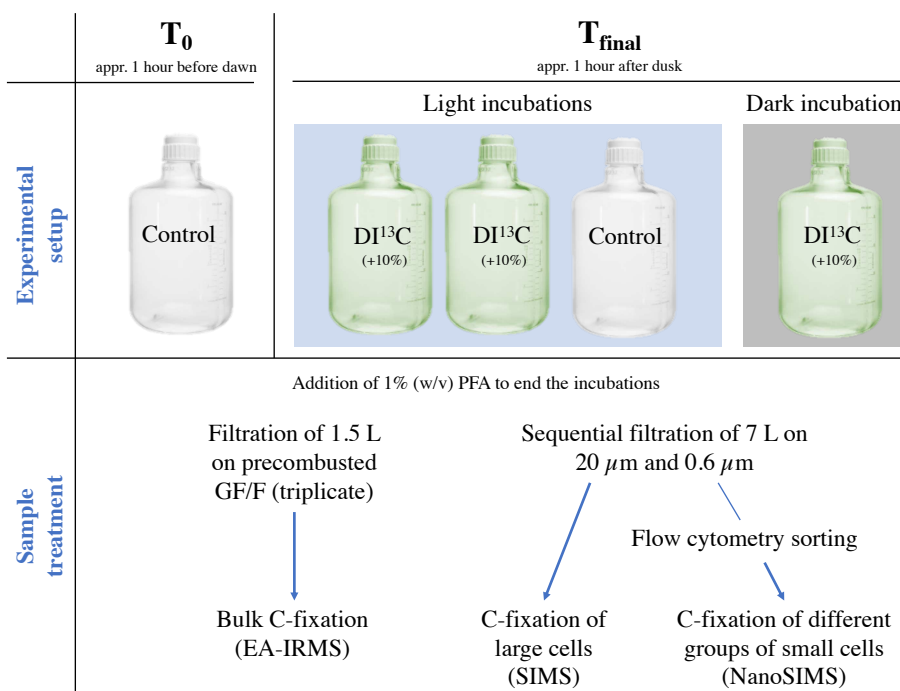 T0
appr. 1 hour before dawn
Tfinal
appr. 1 hour after dusk
Light incubations
Dark incubation
Experimental
setup
Control
DI¹³C
(+10%)
DI¹³C
(+10%)
Control
DI¹³C
(+10%)
Sample
treatment
Addition of 1% (w/v) PFA to end the incubations
Filtration of 1.5 L
on precombusted
GF/F (triplicate)
Sequential filtration of 7 L on
20 µm and 0.6 µm
Flow cytometry sorting
Bulk C-fixation
(EA-IRMS)
C-fixation of
large cells
(SIMS)
C-fixation of different
groups of small cells
(NanoSIMS)